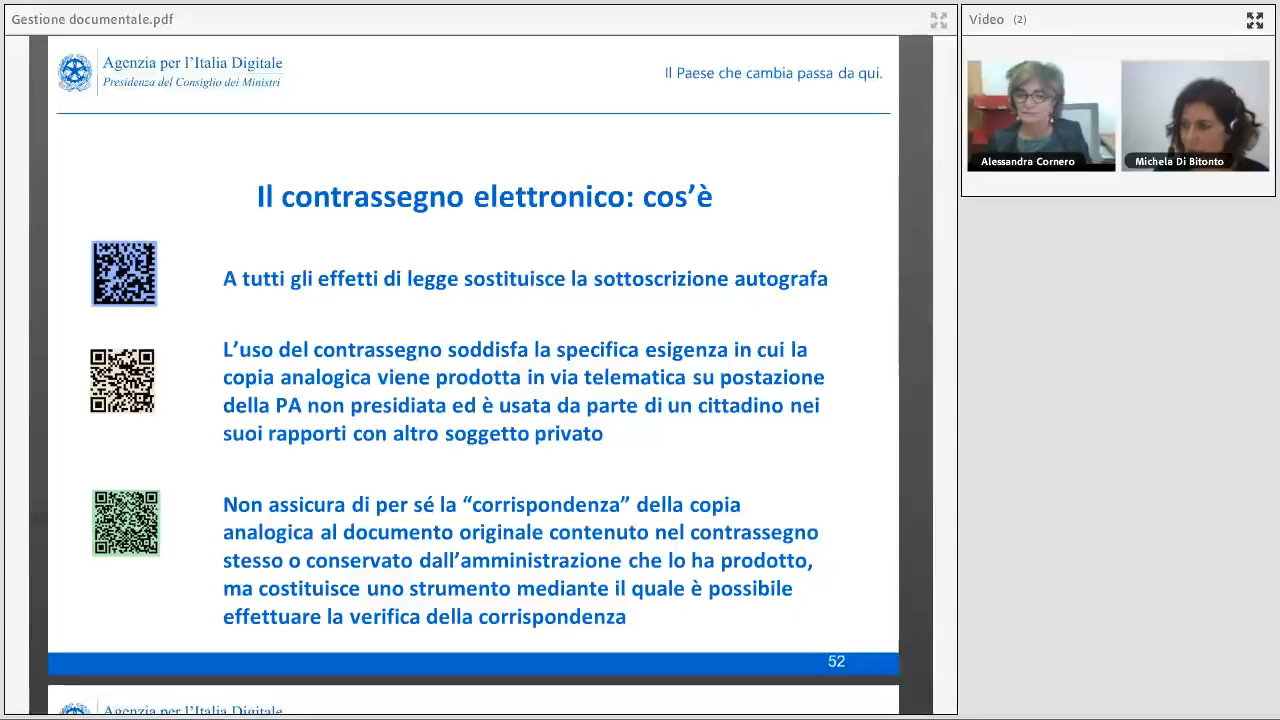 Gestione documentale.pdf
Agenzia per l'Italia Digitale
Presidenza del Consiglio dei Ministri
Il Paese che cambia passa da qui.
Il contrassegno elettronico: cos'è
A tutti gli effetti di legge sostituisce la sottoscrizione autografa
L'uso del contrassegno soddisfa la specifica esigenza in cui la
copia analogica viene prodotta in via telematica su postazione
della PA non presidiata ed è usata da parte di un cittadino nei
suoi rapporti con altro soggetto privato
Non assicura di per sé la “corrispondenza” della copia
analogica al documento originale contenuto nel contrassegno
stesso o conservato dall'amministrazione che lo ha prodotto,
ma costituisce uno strumento mediante il quale è possibile
effettuare la verifica della corrispondenza
52
Agenzia per l'Italia Digitale
Video (2)
Alessandra Cornero
Michela Di Bitonto